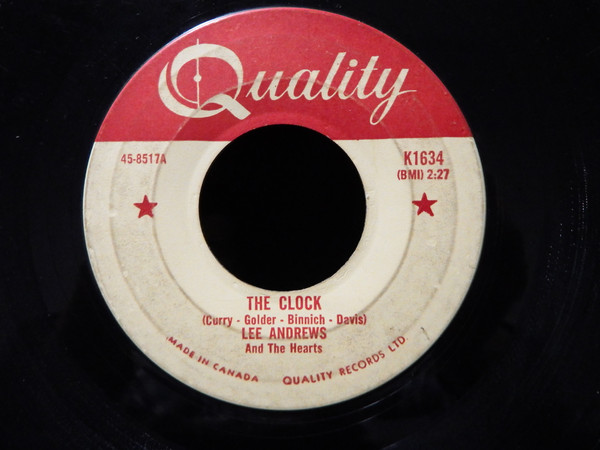 Quality
45-8517A
K1634
(BMI) 2:27
THE CLOCK
(Curry - Golder - Binnich - Davis)
LEE ANDREWS
And The Hearts
MADE IN CANADA QUALITY RECORDS LTD.